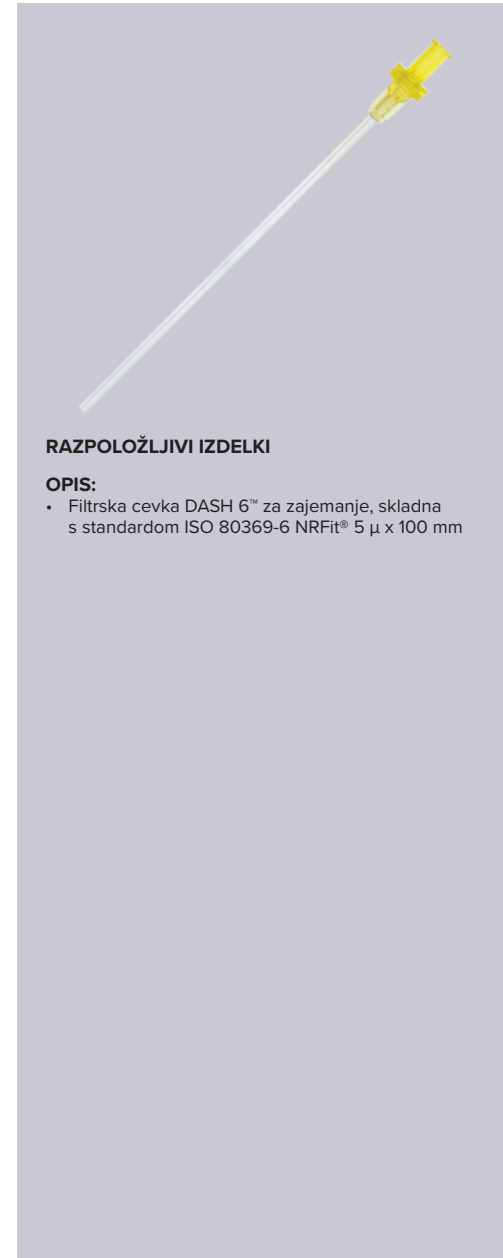 RAZPOLOŽLJIVI IZDELKI
OPIS:
• Filtrska cevka DASH 6™ za zajemanje, skladna
s standardom ISO 80369-6 NRFit® 5 µ x 100 mm